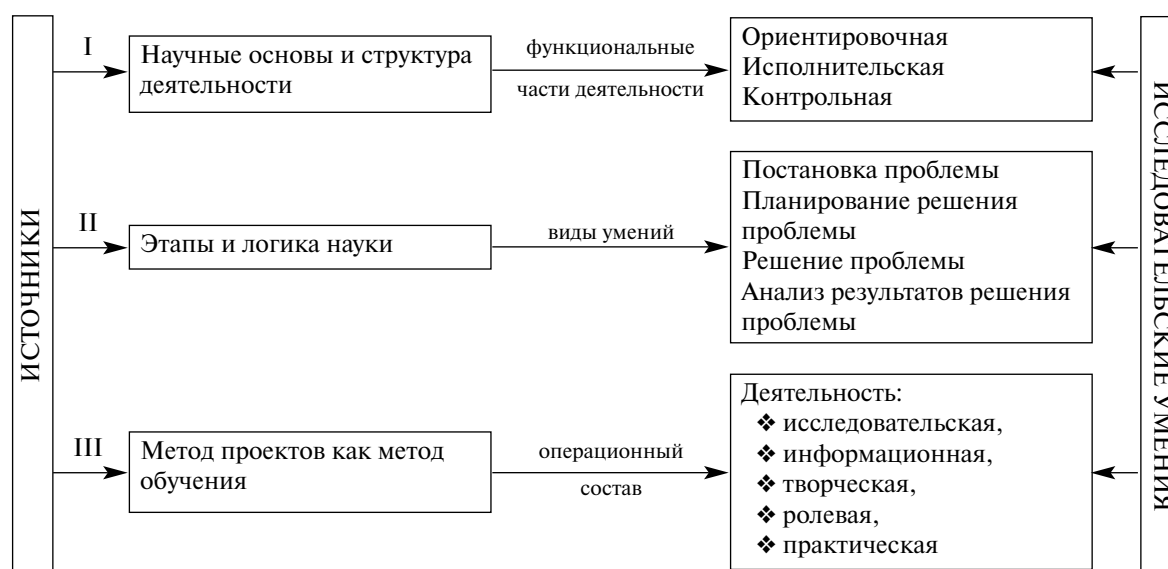 ИСТОЧНИКИ
I
Научные основы и структура
деятельности
функциональные
части деятельности
Ориентировочная
Исполнительская
Контрольная
II
Этапы и логика науки
виды умений
Постановка проблемы
Планирование решения
проблемы
Решение проблемы
Анализ результатов решения
проблемы
III
Метод проектов как метод
обучения
операционный
состав
Деятельность:
❖ исследовательская,
❖ информационная,
❖ творческая,
❖ ролевая,
❖ практическая
ИССЛЕДОВАТЕЛЬСКИЕ УМЕНИЯ